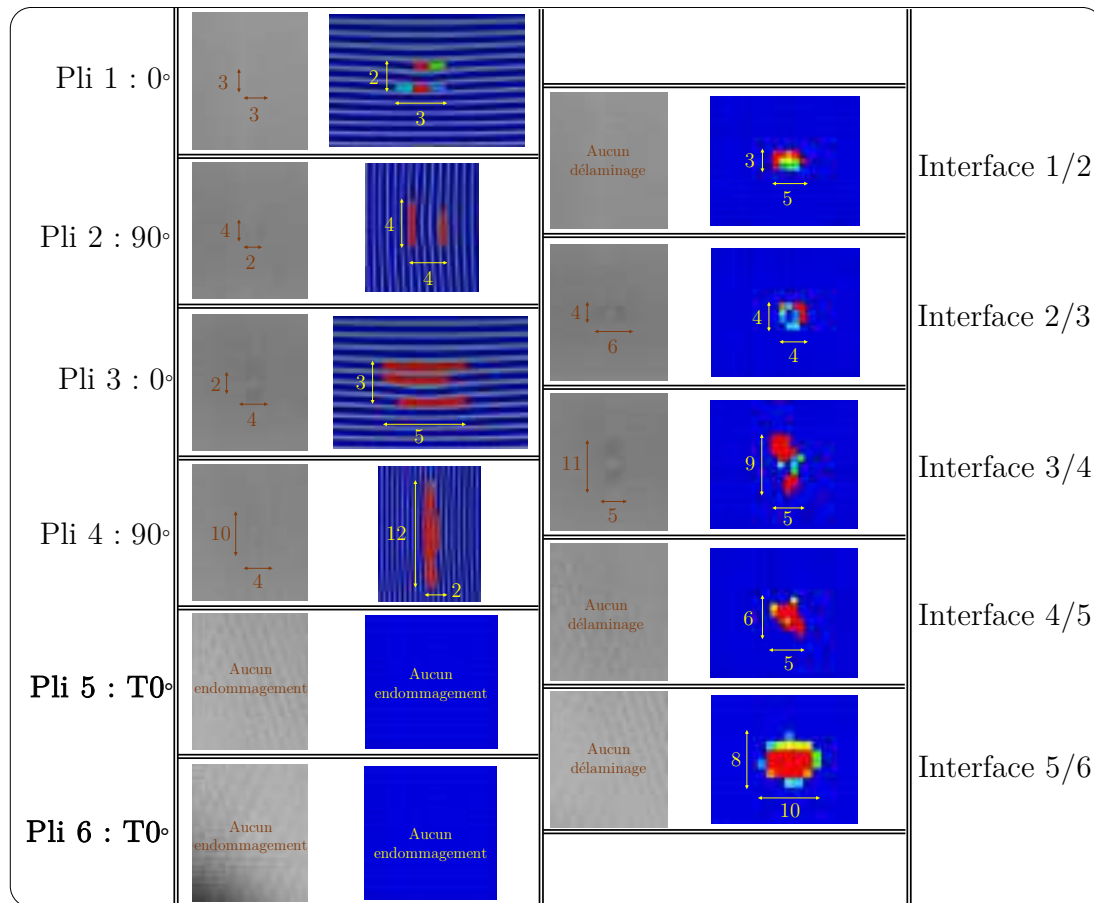 Pli 1 : 0°
3
3
2
3
Pli 2 : 90°
4
2
4
4
Pli 3 : 0°
2
4
3
5
Pli 4 : 90°
10
4
12
2
Pli 5 : T0°
Aucun
endommagement
Aucun
endommagement
Pli 6 : T0°
Aucun
endommagement
Aucun
endommagement
Aucun
délaminage
3
5
Interface 1/2
4
6
4
4
Interface 2/3
11
5
9
5
Interface 3/4
Aucun
délaminage
6
5
Interface 4/5
Aucun
délaminage
8
10
Interface 5/6